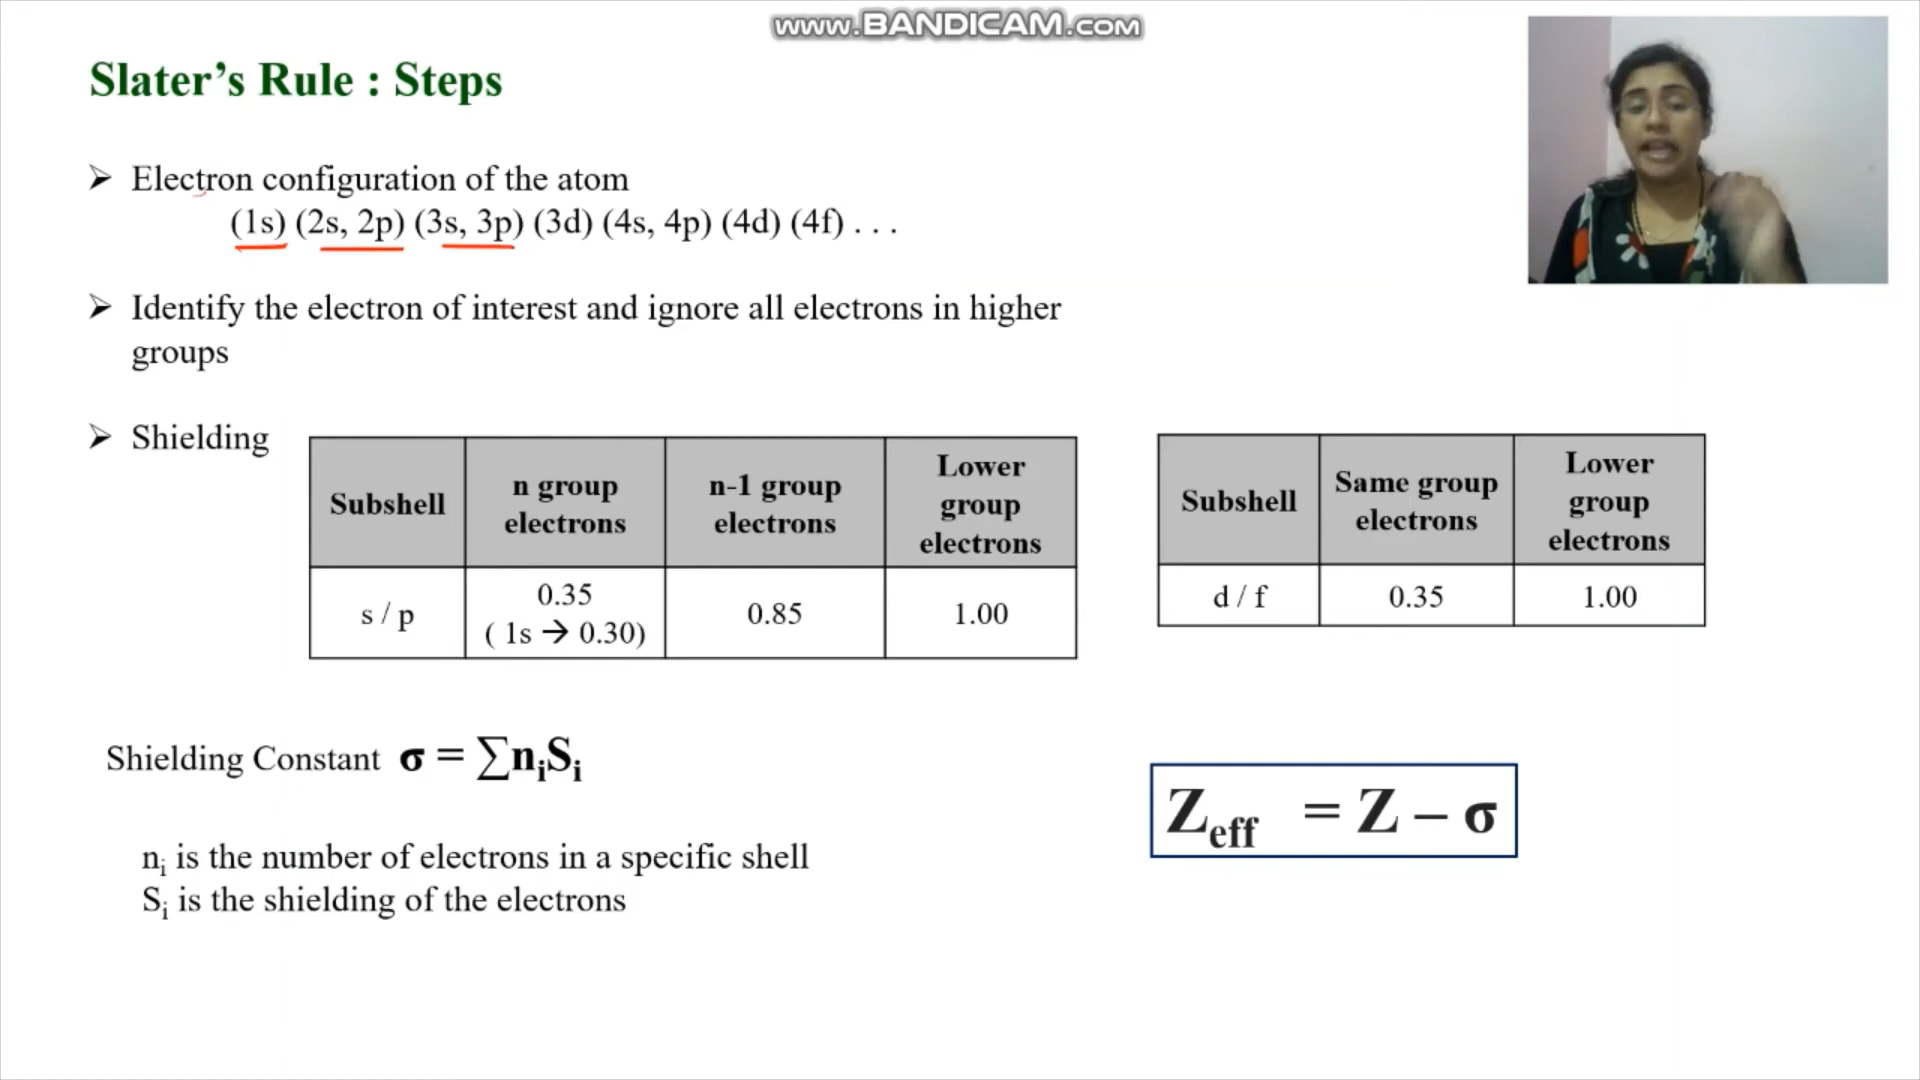 www.BANDICAM.com
Slater’s Rule : Steps
➢ Electron configuration of the atom
(1s) (2s, 2p) (3s, 3p) (3d) (4s, 4p) (4d) (4f) . . .
➢ Identify the electron of interest and ignore all electrons in higher
groups
➢ Shielding
Subshell | n group electrons | n-1 group electrons | Lower group electrons
s / p | 0.35 ( 1s → 0.30) | 0.85 | 1.00
Subshell | Same group electrons | Lower group electrons
d / f | 0.35 | 1.00
Shielding Constant σ = ∑nᵢSᵢ
nᵢ is the number of electrons in a specific shell
Sᵢ is the shielding of the electrons
Zeff = Z – σ